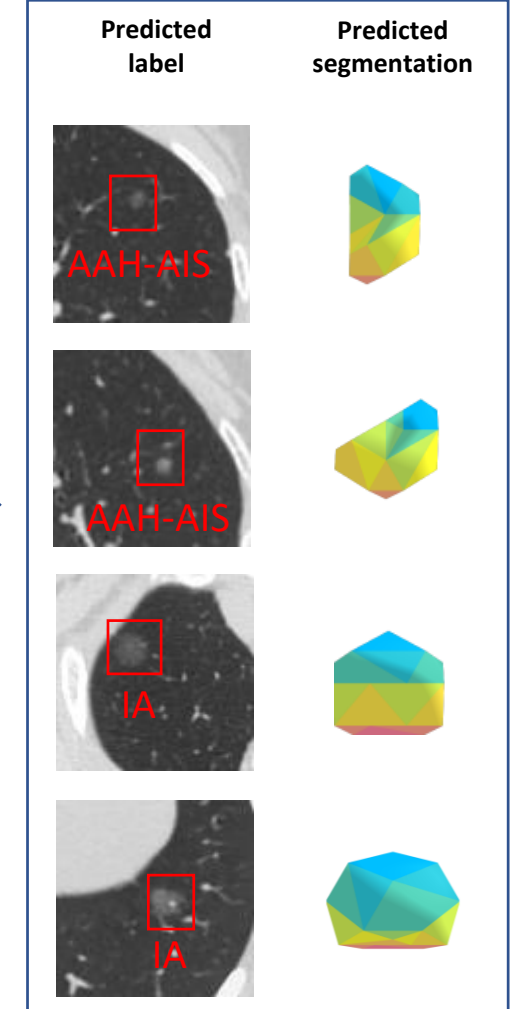 Predicted label
Predicted segmentation
AAH-AIS
AAH-AIS
IA
IA